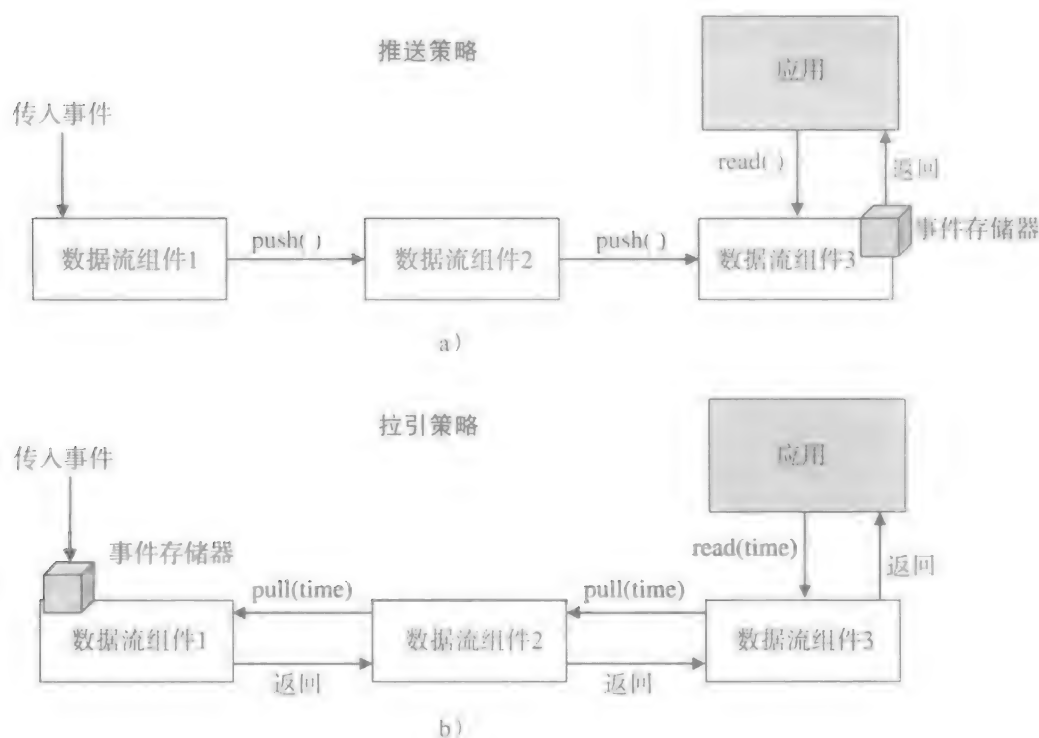 推送策略
应用
传入事件
read( )
返回
数据流组件1
push( )
数据流组件2
push( )
数据流组件3
事件存储器
a)
拉引策略
应用
传入事件
事件存储器
read(time)
返回
pull(time)
pull(time)
数据流组件1
数据流组件2
数据流组件3
返回
返回
b)